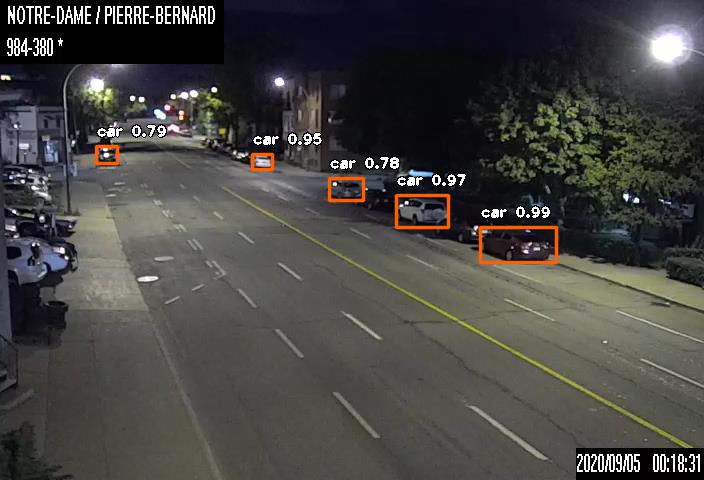 NOTRE-DAME / PIERRE-BERNARD
984-380 *
car 0.79
car 0.95
car 0.78
car 0.97
car 0.99
2020/09/05 00:18:31